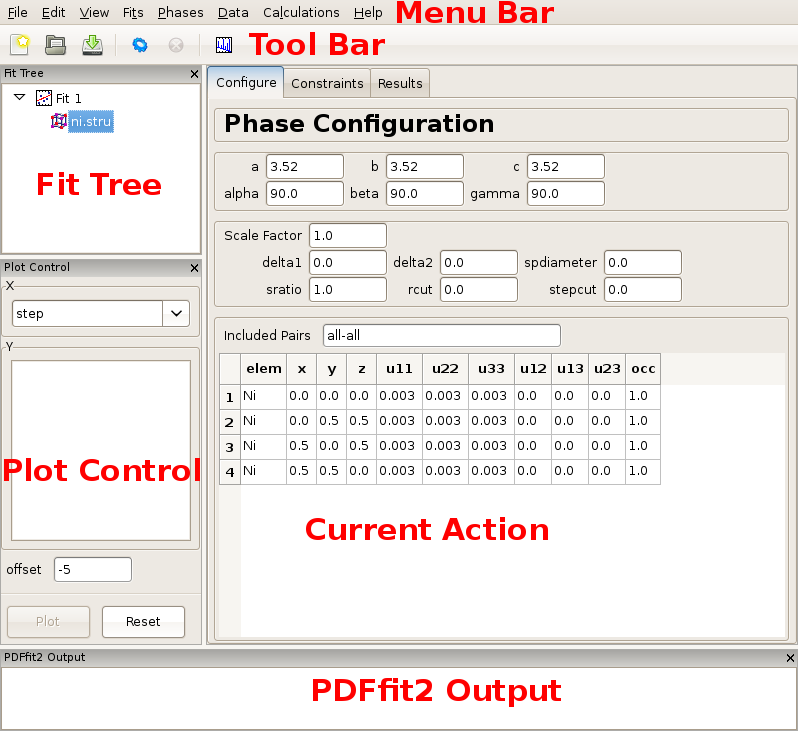 File Edit View Fits Phases Data Calculations Help Menu Bar
Tool Bar
Fit Tree
Fit 1
ni.stru
Fit Tree
Plot Control
X
step
Y
Plot Control
offset -5
Plot Reset
Configure Constraints Results
Phase Configuration
a 3.52 b 3.52 c 3.52
alpha 90.0 beta 90.0 gamma 90.0
Scale Factor 1.0
delta1 0.0 delta2 0.0 spdiameter 0.0
sratio 1.0 rcut 0.0 stepcut 0.0
Included Pairs all-all
elem x y z u11 u22 u33 u12 u13 u23 occ
1 Ni 0.0 0.0 0.0 0.003 0.003 0.003 0.0 0.0 0.0 1.0
2 Ni 0.0 0.5 0.5 0.003 0.003 0.003 0.0 0.0 0.0 1.0
3 Ni 0.5 0.0 0.5 0.003 0.003 0.003 0.0 0.0 0.0 1.0
4 Ni 0.5 0.5 0.0 0.003 0.003 0.003 0.0 0.0 0.0 1.0
Current Action
PDFfit2 Output
PDFfit2 Output